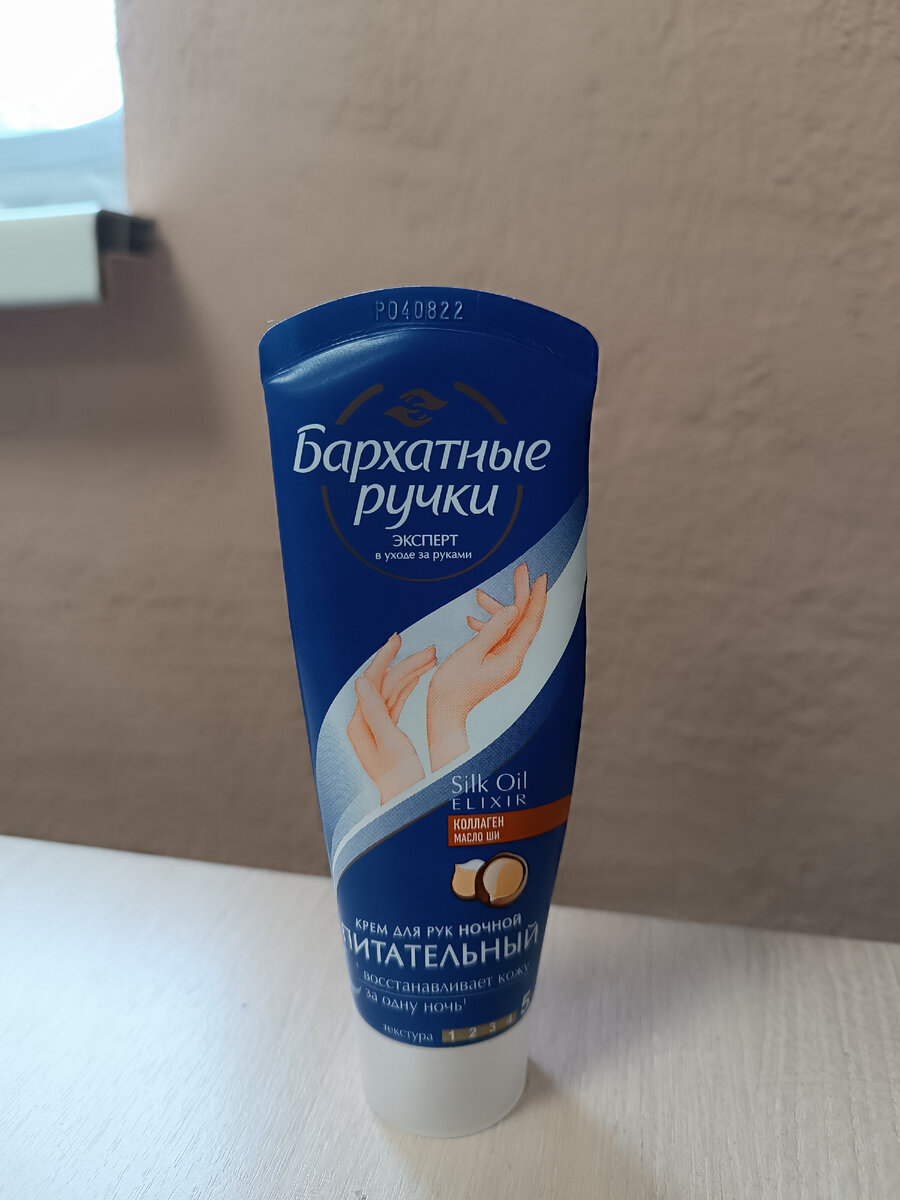 P040822
Бархатные
ручки
ЭКСПЕРТ
в уходе за руками
Silk Oil
ELIXIR
КОЛЛАГЕН
МАСЛО ШИ
КРЕМ ДЛЯ РУК НОЧНОЙ
ПИТАТЕЛЬНЫЙ
восстанавливает кожу
за одну ночь¹
текстура 1 2 3 4 5